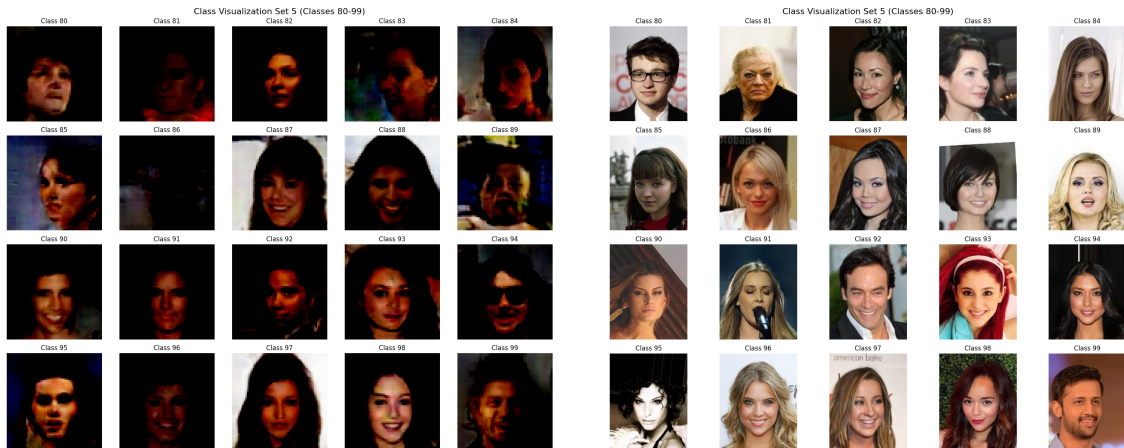 Class Visualization Set 5 (Classes 80-99)
Class 80 Class 81 Class 82 Class 83 Class 84
Class 85 Class 86 Class 87 Class 88 Class 89
Class 90 Class 91 Class 92 Class 93 Class 94
Class 95 Class 96 Class 97 Class 98 Class 99
Class Visualization Set 5 (Classes 80-99)
Class 80 Class 81 Class 82 Class 83 Class 84
Class 85 Class 86 Class 87 Class 88 Class 89
otobank
Class 90 Class 91 Class 92 Class 93 Class 94
Class 95 Class 96 Class 97 Class 98 Class 99
american bistro